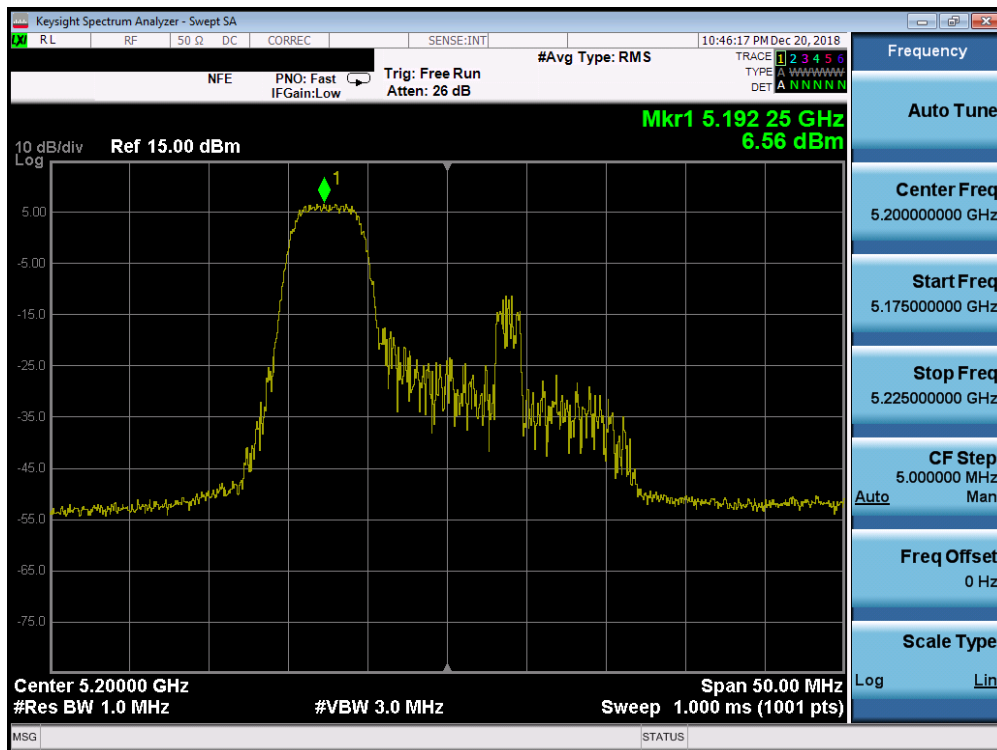 Keysight Spectrum Analyzer - Swept SA
LXI RL RF 50 Ω DC CORREC SENSE:INT 10:46:17 PM Dec 20, 2018
NFE PNO: Fast Trig: Free Run #Avg Type: RMS TRACE 1 2 3 4 5 6
IFGain:Low Atten: 26 dB TYPE A WWWWW
DET A N N N N N
Mkr1 5.192 25 GHz
6.56 dBm
10 dB/div Ref 15.00 dBm
Log
1
5.00
-5.00
-15.0
-25.0
-35.0
-45.0
-55.0
-65.0
-75.0
Center 5.20000 GHz Span 50.00 MHz
#Res BW 1.0 MHz #VBW 3.0 MHz Sweep 1.000 ms (1001 pts)
MSG STATUS
Frequency
Auto Tune
Center Freq
5.200000000 GHz
Start Freq
5.175000000 GHz
Stop Freq
5.225000000 GHz
CF Step
5.000000 MHz
Auto Man
Freq Offset
0 Hz
Scale Type
Log Lin